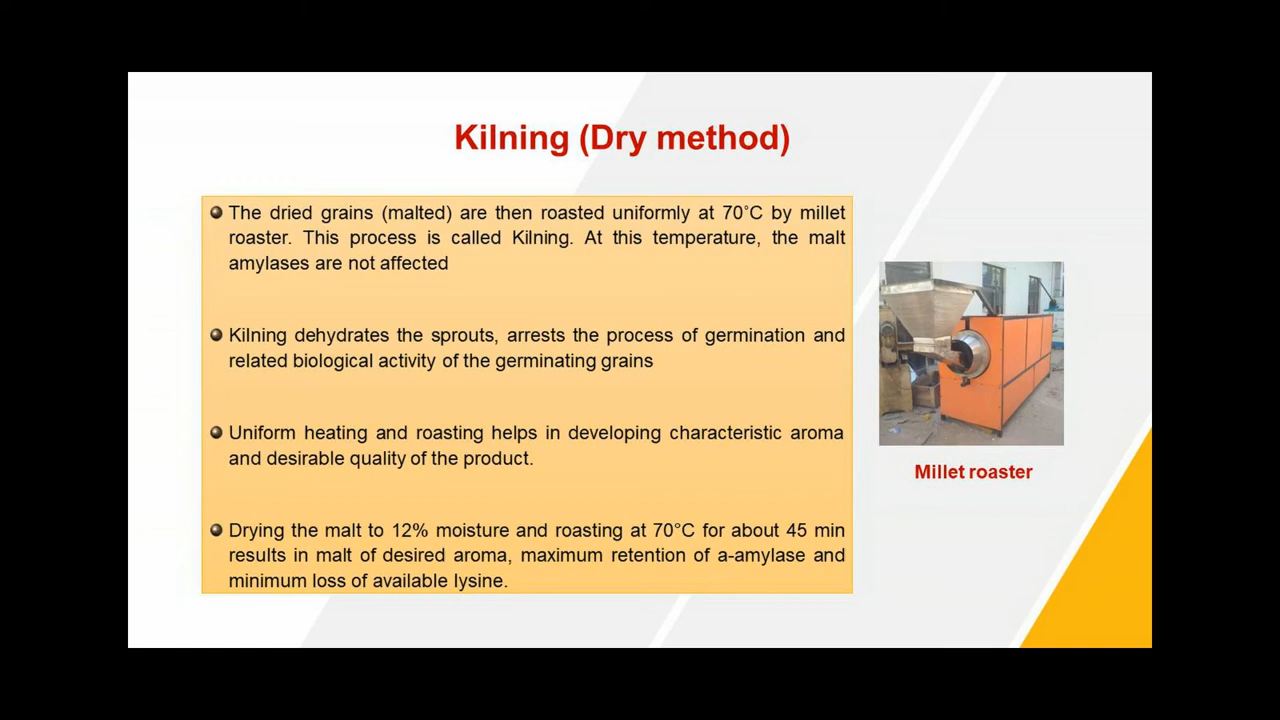 Kilning (Dry method)
The dried grains (malted) are then roasted uniformly at 70˚C by millet
roaster. This process is called Kilning. At this temperature, the malt
amylases are not affected
Kilning dehydrates the sprouts, arrests the process of germination and
related biological activity of the germinating grains
Uniform heating and roasting helps in developing characteristic aroma
and desirable quality of the product.
Drying the malt to 12% moisture and roasting at 70°C for about 45 min
results in malt of desired aroma, maximum retention of a-amylase and
minimum loss of available lysine.
Millet roaster